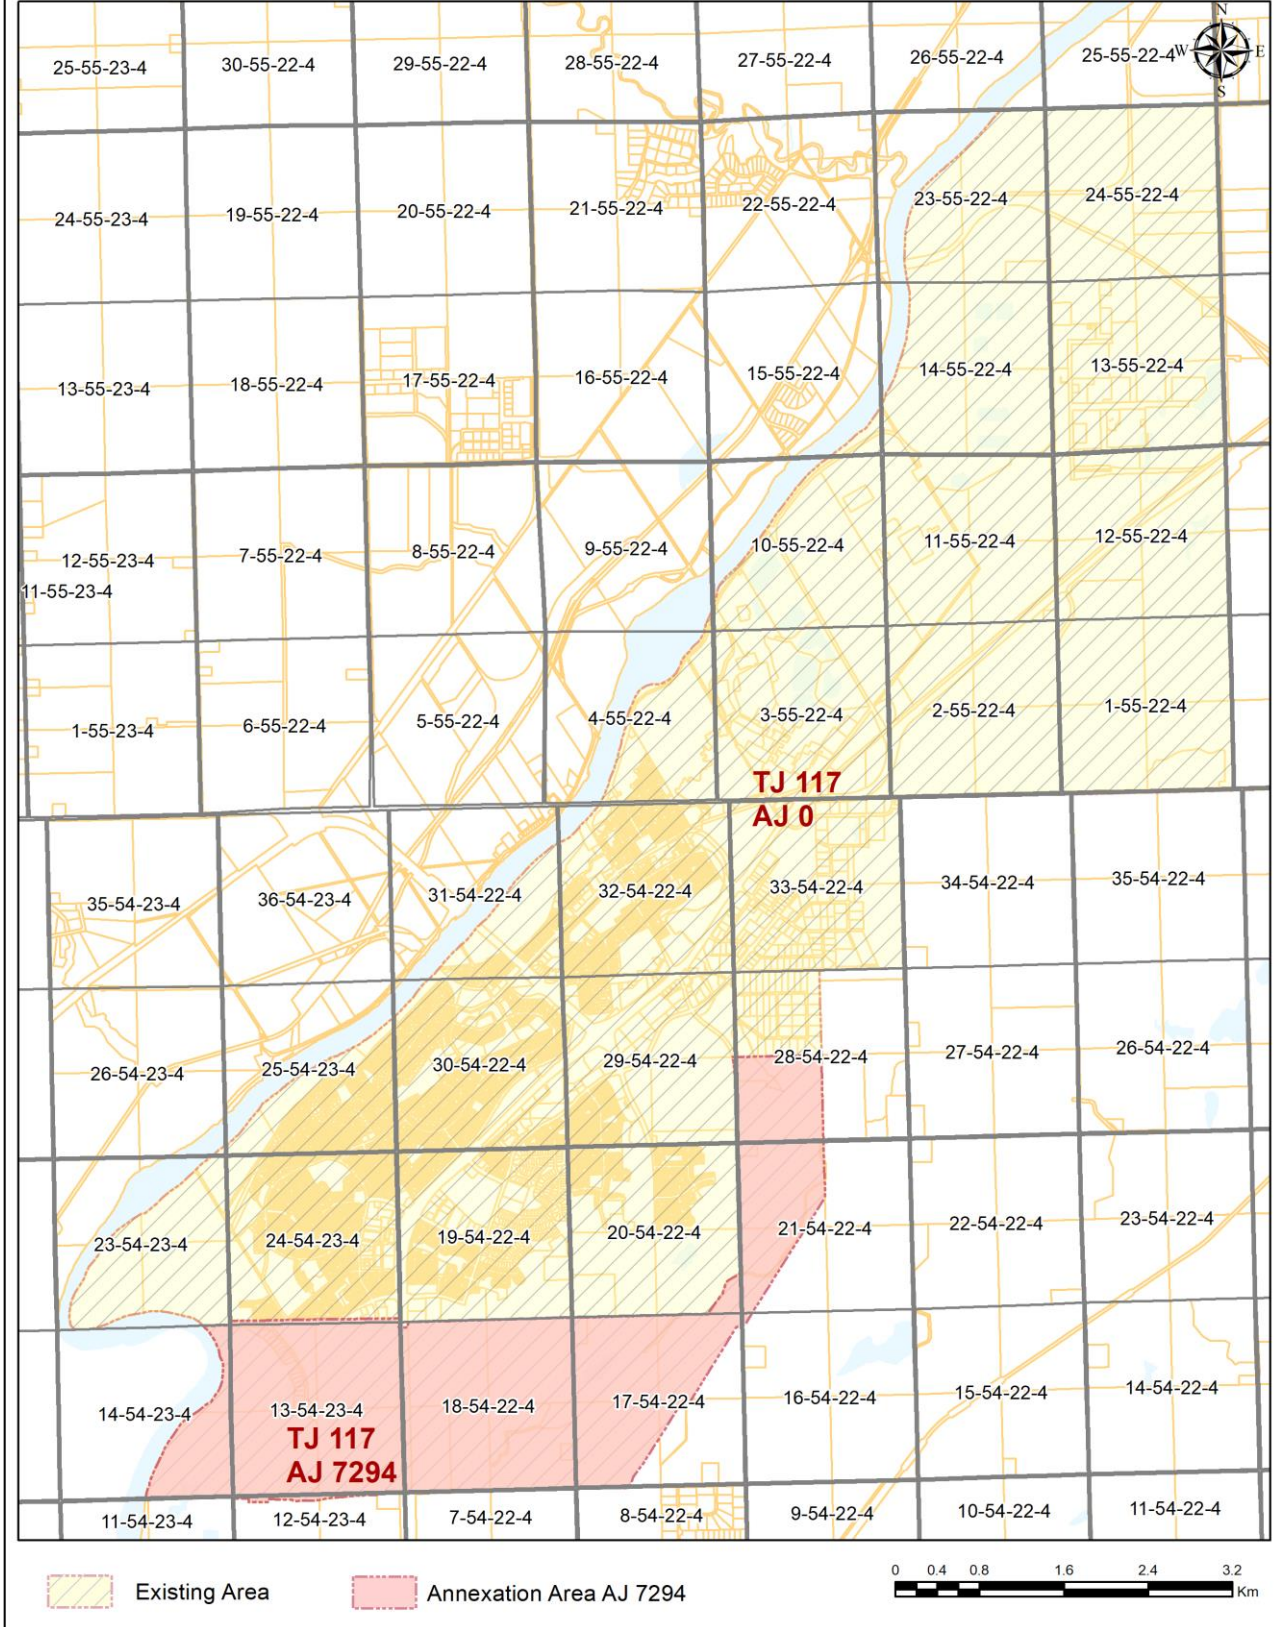 N
W E
S
25-55-23-4 30-55-22-4 29-55-22-4 28-55-22-4 27-55-22-4 26-55-22-4 25-55-22-4
24-55-23-4 19-55-22-4 20-55-22-4 21-55-22-4 22-55-22-4 23-55-22-4 24-55-22-4
13-55-23-4 18-55-22-4 17-55-22-4 16-55-22-4 15-55-22-4 14-55-22-4 13-55-22-4
12-55-23-4 7-55-22-4 8-55-22-4 9-55-22-4 10-55-22-4 11-55-22-4 12-55-22-4
11-55-23-4
1-55-23-4 6-55-22-4 5-55-22-4 4-55-22-4 3-55-22-4 2-55-22-4 1-55-22-4
TJ 117
AJ 0
35-54-23-4 36-54-23-4 31-54-22-4 32-54-22-4 33-54-22-4 34-54-22-4 35-54-22-4
26-54-23-4 25-54-23-4 30-54-22-4 29-54-22-4 28-54-22-4 27-54-22-4 26-54-22-4
23-54-23-4 24-54-23-4 19-54-22-4 20-54-22-4 21-54-22-4 22-54-22-4 23-54-22-4
14-54-23-4 13-54-23-4 18-54-22-4 17-54-22-4 16-54-22-4 15-54-22-4 14-54-22-4
TJ 117
AJ 7294
11-54-23-4 12-54-23-4 7-54-22-4 8-54-22-4 9-54-22-4 10-54-22-4 11-54-22-4
Existing Area
Annexation Area AJ 7294
0 0.4 0.8 1.6 2.4 3.2
Km